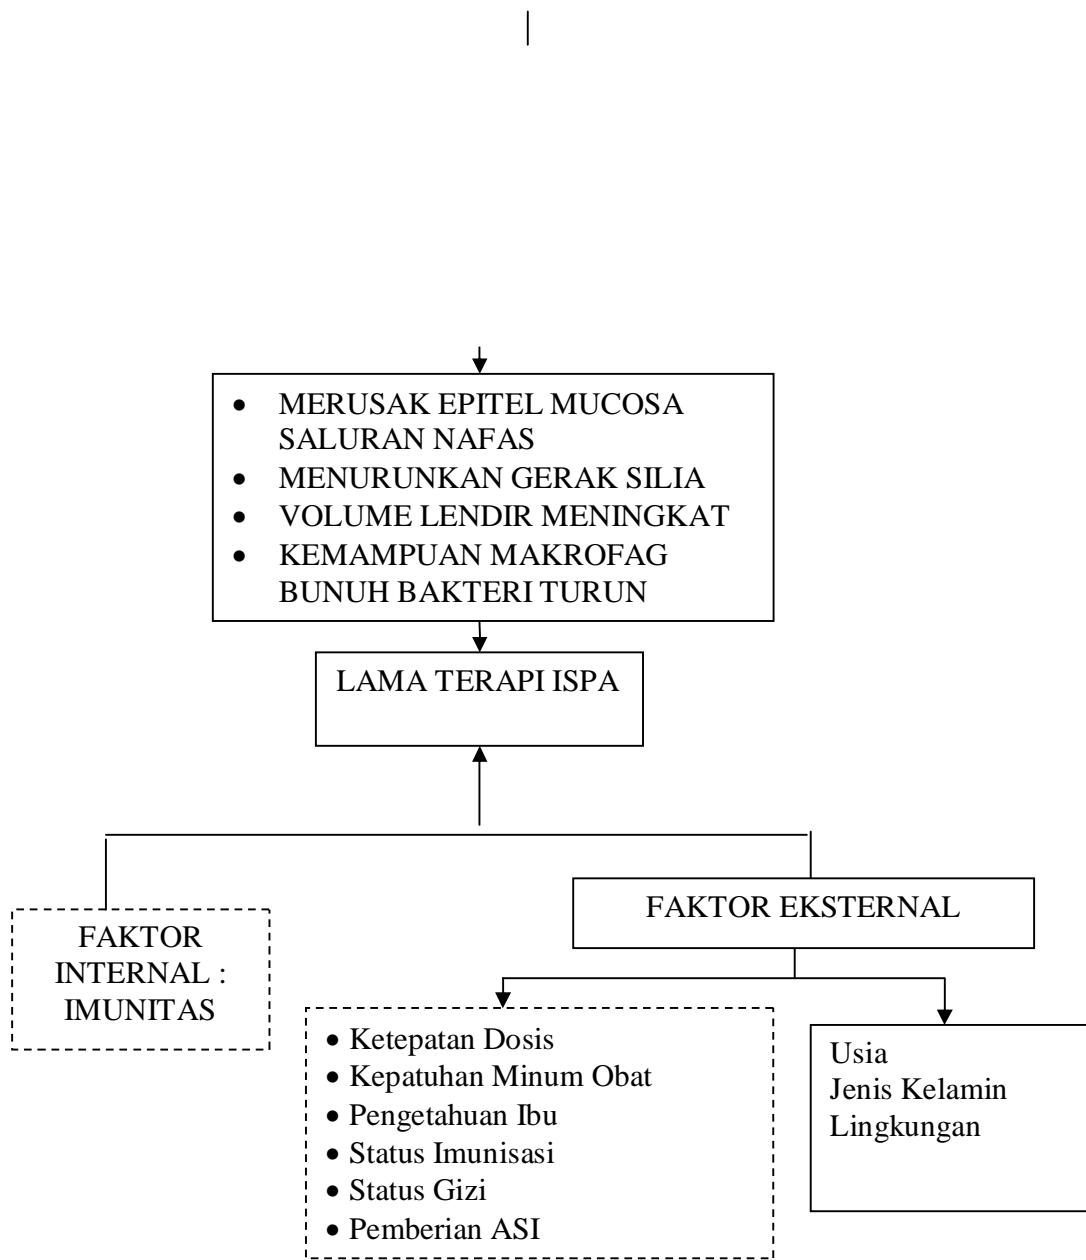 • MERUSAK EPITEL MUCOSA
SALURAN NAFAS
• MENURUNKAN GERAK SILIA
• VOLUME LENDIR MENINGKAT
• KEMAMPUAN MAKROFAG
BUNUH BAKTERI TURUN
LAMA TERAPI ISPA
FAKTOR
INTERNAL :
IMUNITAS
FAKTOR EKSTERNAL
• Ketepatan Dosis
• Kepatuhan Minum Obat
• Pengetahuan Ibu
• Status Imunisasi
• Status Gizi
• Pemberian ASI
Usia
Jenis Kelamin
Lingkungan